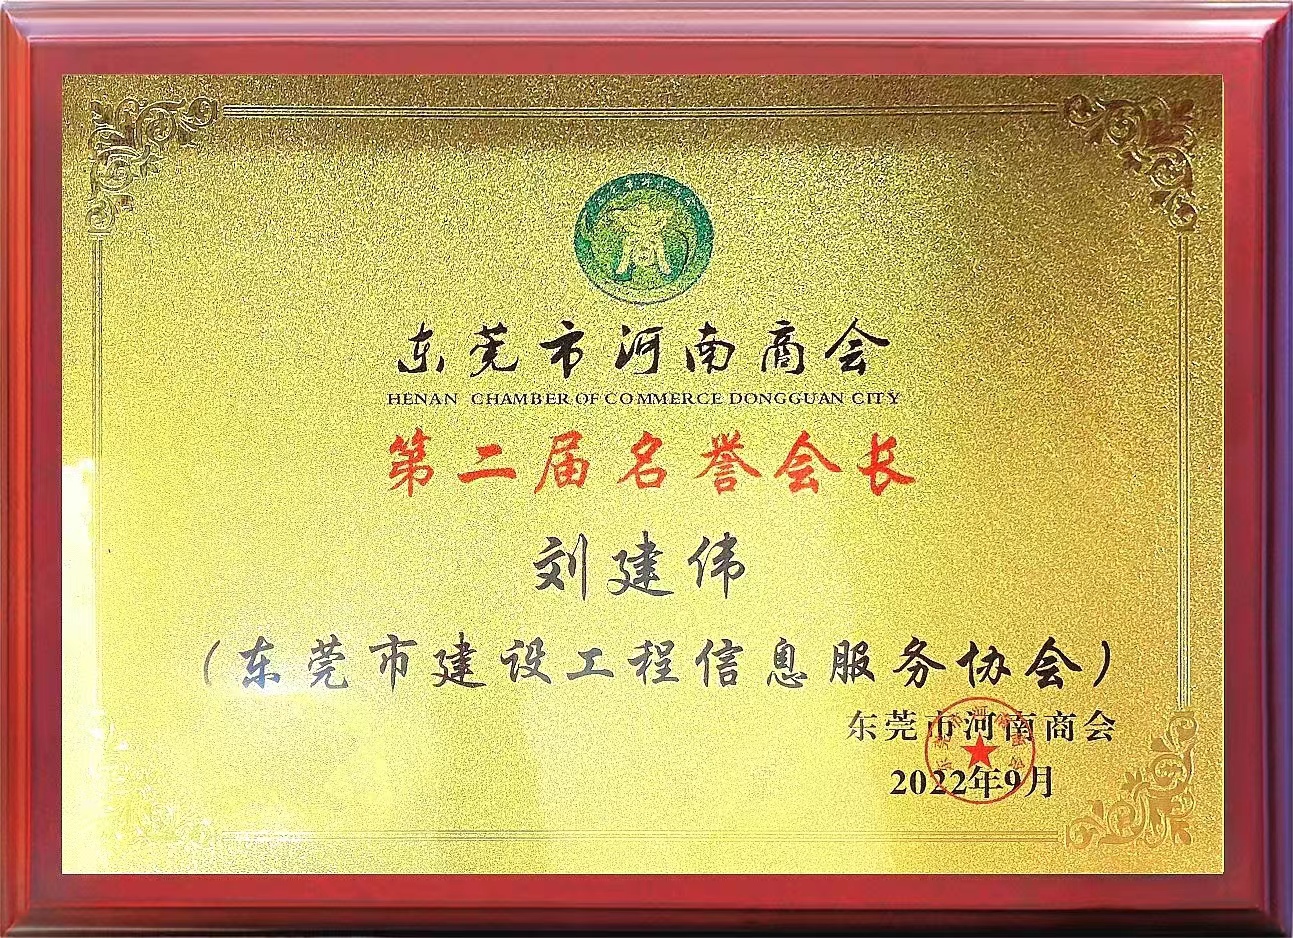 东莞市河南商会
HENAN CHAMBER OF COMMERCE DONGGUAN CITY
第二届名誉会长
刘建伟
（东莞市建设工程信息服务协会）
东莞市河南商会
2022年9月